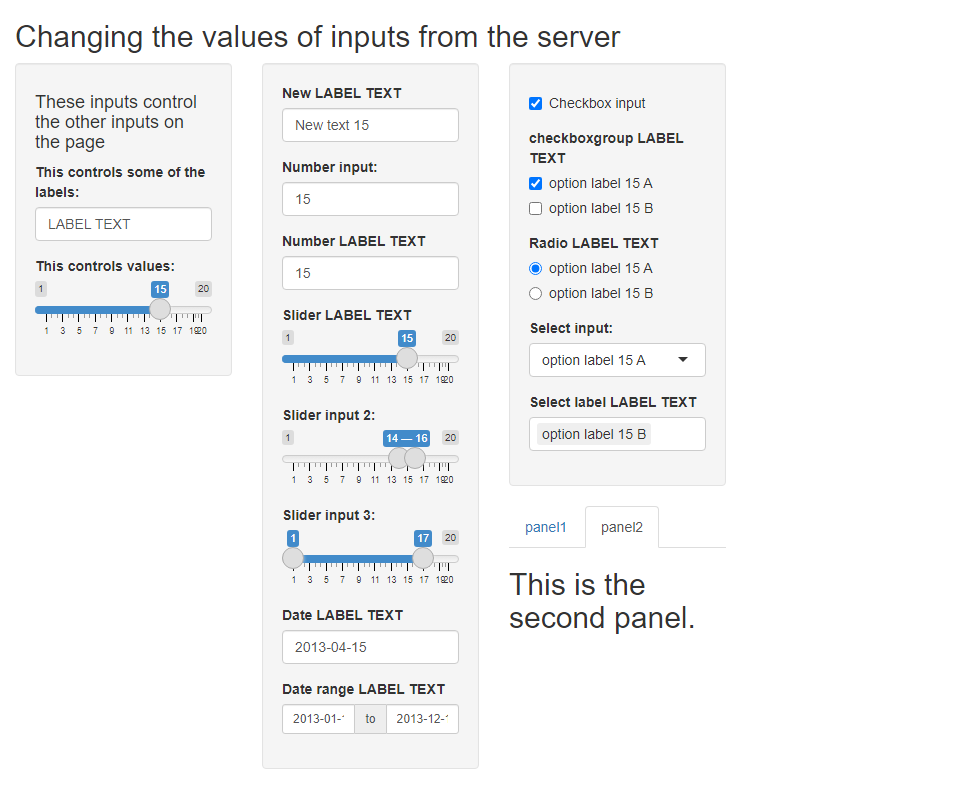 Changing the values of inputs from the server
These inputs control
the other inputs on
the page
This controls some of the
labels:
LABEL TEXT
This controls values:
1 15 20
1 3 5 7 9 11 13 15 17 19 20
New LABEL TEXT
New text 15
Number input:
15
Number LABEL TEXT
15
Slider LABEL TEXT
1 15 20
1 3 5 7 9 11 13 15 17 19 20
Slider input 2:
1 14 — 16 20
1 3 5 7 9 11 13 15 17 19 20
Slider input 3:
1 17 20
1 3 5 7 9 11 13 15 17 19 20
Date LABEL TEXT
2013-04-15
Date range LABEL TEXT
2013-01- to 2013-12-
Checkbox input
checkboxgroup LABEL
TEXT
option label 15 A
option label 15 B
Radio LABEL TEXT
option label 15 A
option label 15 B
Select input:
option label 15 A
Select label LABEL TEXT
option label 15 B
panel1 panel2
This is the
second panel.